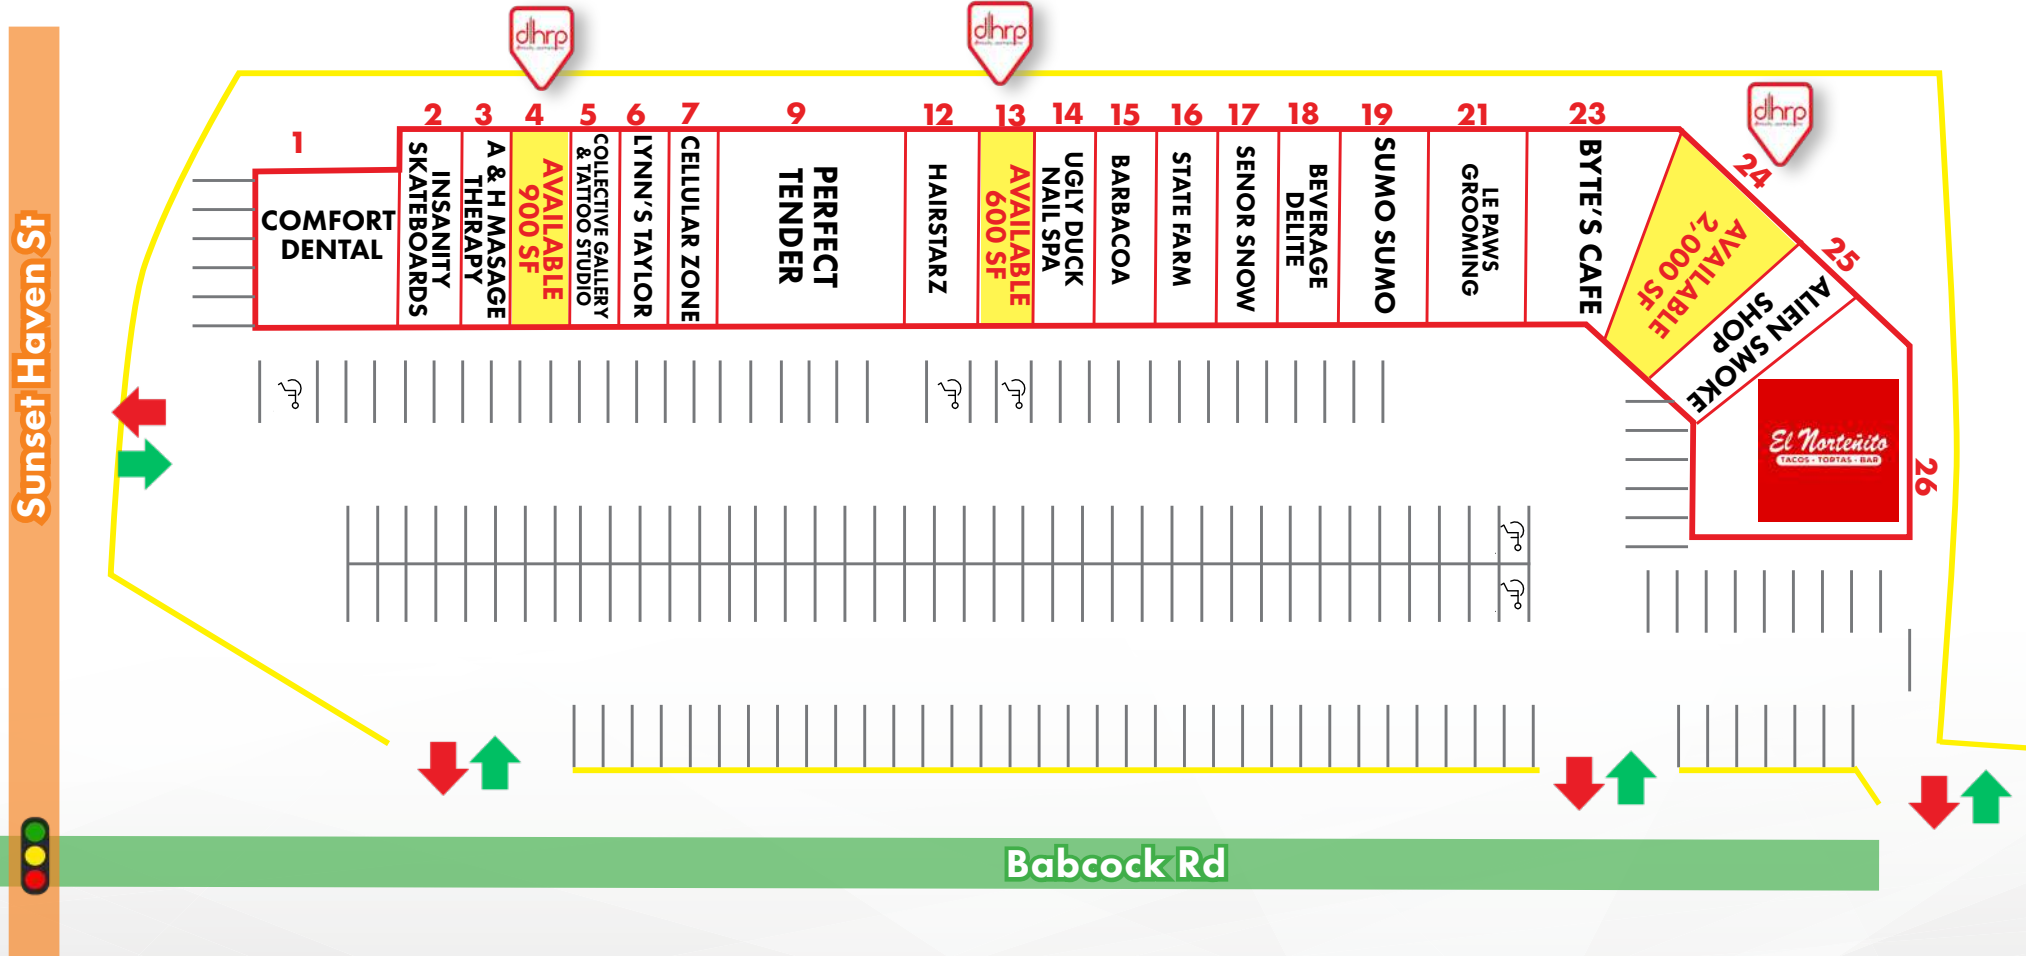 dhrp
dhrp
dhrp
1
2
3
4
5
6
7
9
12
13
14
15
16
17
18
19
21
23
24
25
26
COMFORT
DENTAL
INSANITY
SKATEBOARDS
A & H MASAGE
THERAPY
AVAILABLE
900 SF
COLLECTIVE GALLERY
& TATTOO STUDIO
LYNN'S TAYLOR
CELLULAR ZONE
PERFECT
TENDER
HAIRSTARZ
AVAILABLE
600 SF
UGLY DUCK
NAIL SPA
BARBACOA
STATE FARM
SENOR SNOW
BEVERAGE
DELITE
SUMO SUMO
LE PAWS
GROOMING
BYTE'S CAFE
AVAILABLE
2,000 SF
ALIEN SMOKE
SHOP
El Norteñito
TACOS - TORTAS - BAR
Sunset Haven St
Babcock Rd